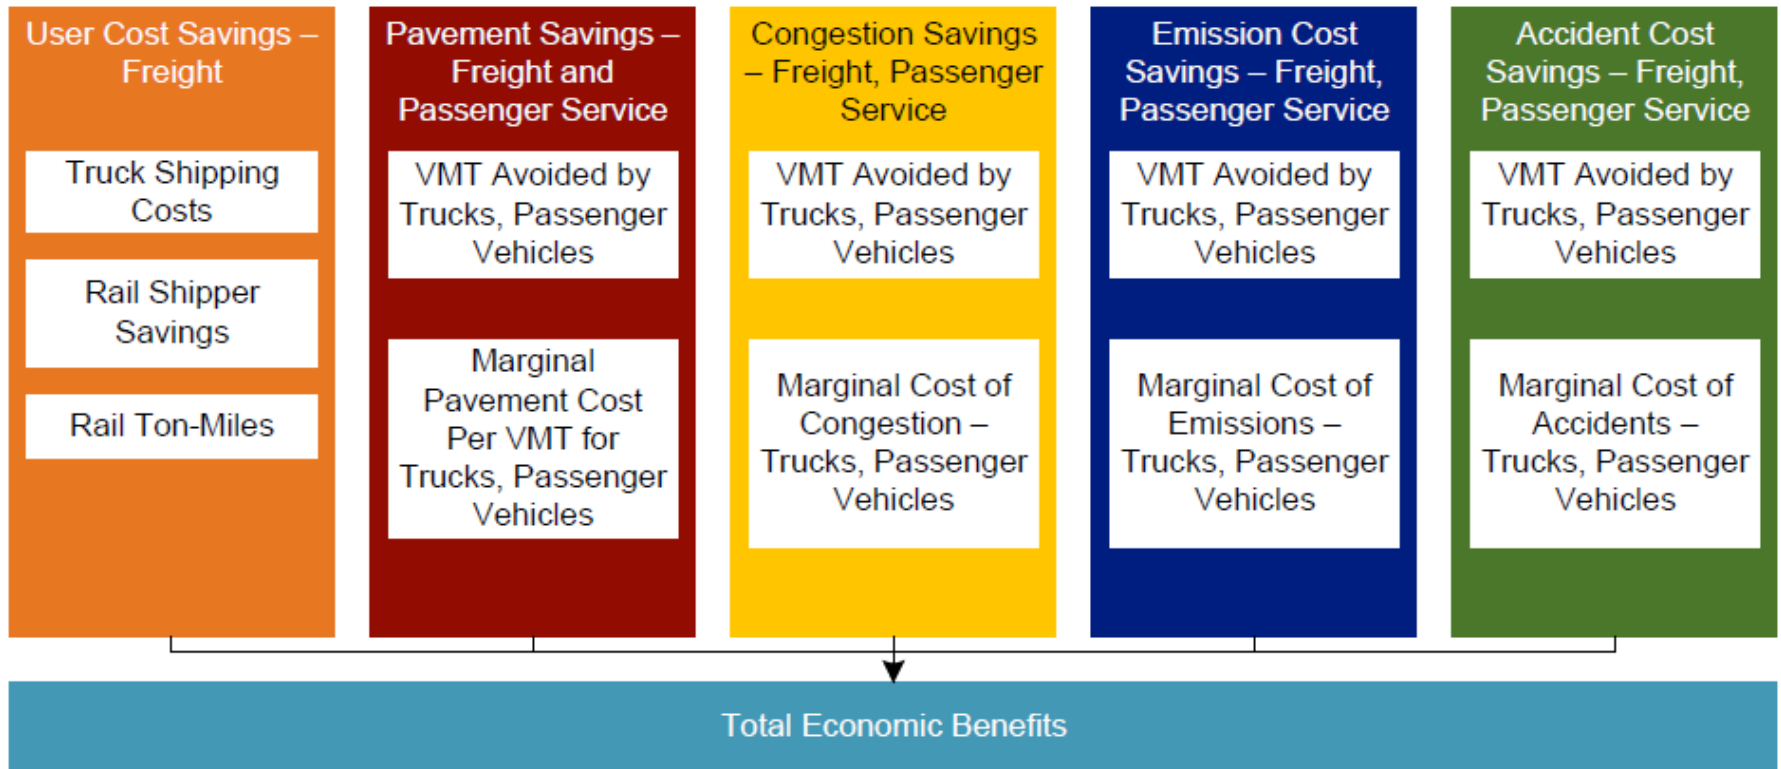 User Cost Savings –
Freight
Truck Shipping
Costs
Rail Shipper
Savings
Rail Ton-Miles
Pavement Savings –
Freight and
Passenger Service
VMT Avoided by
Trucks, Passenger
Vehicles
Marginal
Pavement Cost
Per VMT for
Trucks, Passenger
Vehicles
Congestion Savings
– Freight, Passenger
Service
VMT Avoided by
Trucks, Passenger
Vehicles
Marginal Cost of
Congestion –
Trucks, Passenger
Vehicles
Emission Cost
Savings – Freight,
Passenger Service
VMT Avoided by
Trucks, Passenger
Vehicles
Marginal Cost of
Emissions –
Trucks, Passenger
Vehicles
Accident Cost
Savings – Freight,
Passenger Service
VMT Avoided by
Trucks, Passenger
Vehicles
Marginal Cost of
Accidents –
Trucks, Passenger
Vehicles
Total Economic Benefits